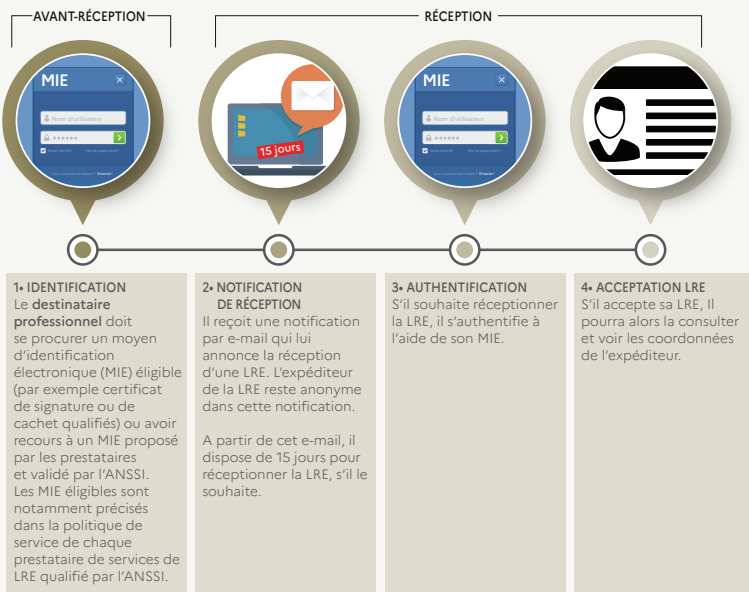 AVANT-RÉCEPTION
RÉCEPTION
MIE
Nom d'utilisateur
15 jours
MIE
Nom d'utilisateur
1• IDENTIFICATION
Le destinataire
professionnel doit
se procurer un moyen
d'identification
électronique (MIE) éligible
(par exemple certificat
de signature ou de
cachet qualifiés) ou avoir
recours à un MIE proposé
par les prestataires
et validé par l'ANSSI.
Les MIE éligibles sont
notamment précisés
dans la politique de
service de chaque
prestataire de services de
LRE qualifié par l'ANSSI.
2• NOTIFICATION
DE RÉCEPTION
Il reçoit une notification
par e-mail qui lui
annonce la réception
d'une LRE. L'expéditeur
de la LRE reste anonyme
dans cette notification.
A partir de cet e-mail, il
dispose de 15 jours pour
réceptionner la LRE, s'il le
souhaite.
3• AUTHENTIFICATION
S'il souhaite réceptionner
la LRE, il s'authentifie à
l'aide de son MIE.
4• ACCEPTATION LRE
S'il accepte sa LRE, Il
pourra alors la consulter
et voir les coordonnées
de l'expéditeur.